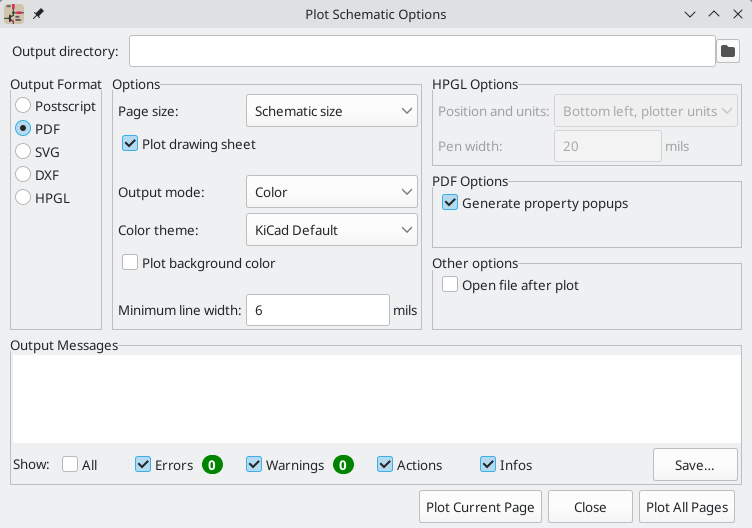 Plot Schematic Options
Output directory:
Output Format
Postscript
PDF
SVG
DXF
HPGL
Options
Page size: Schematic size
Plot drawing sheet
Output mode: Color
Color theme: KiCad Default
Plot background color
Minimum line width: 6 mils
HPGL Options
Position and units: Bottom left, plotter units
Pen width: 20 mils
PDF Options
Generate property popups
Other options
Open file after plot
Output Messages
Show: All Errors 0 Warnings 0 Actions Infos Save...
Plot Current Page Close Plot All Pages